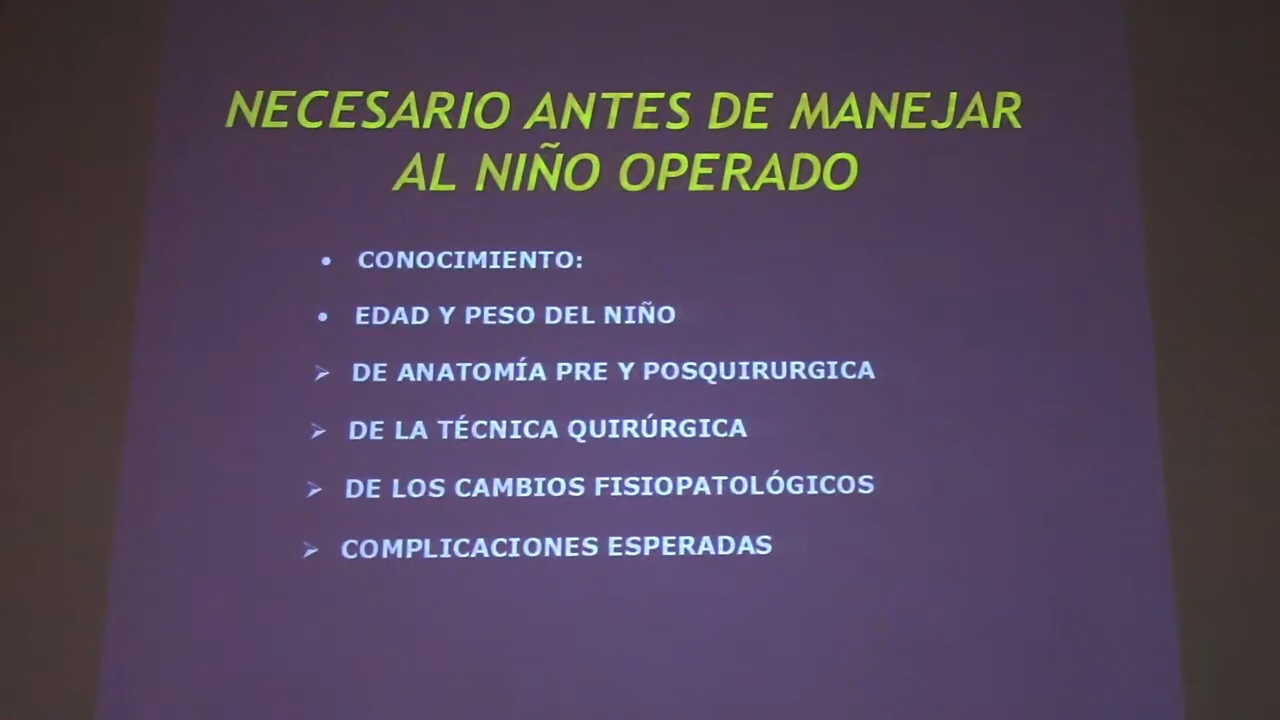 NECESARIO ANTES DE MANEJAR
AL NIÑO OPERADO
• CONOCIMIENTO:
• EDAD Y PESO DEL NIÑO
➢ DE ANATOMÍA PRE Y POSQUIRURGICA
➢ DE LA TÉCNICA QUIRÚRGICA
➢ DE LOS CAMBIOS FISIOPATOLÓGICOS
➢ COMPLICACIONES ESPERADAS